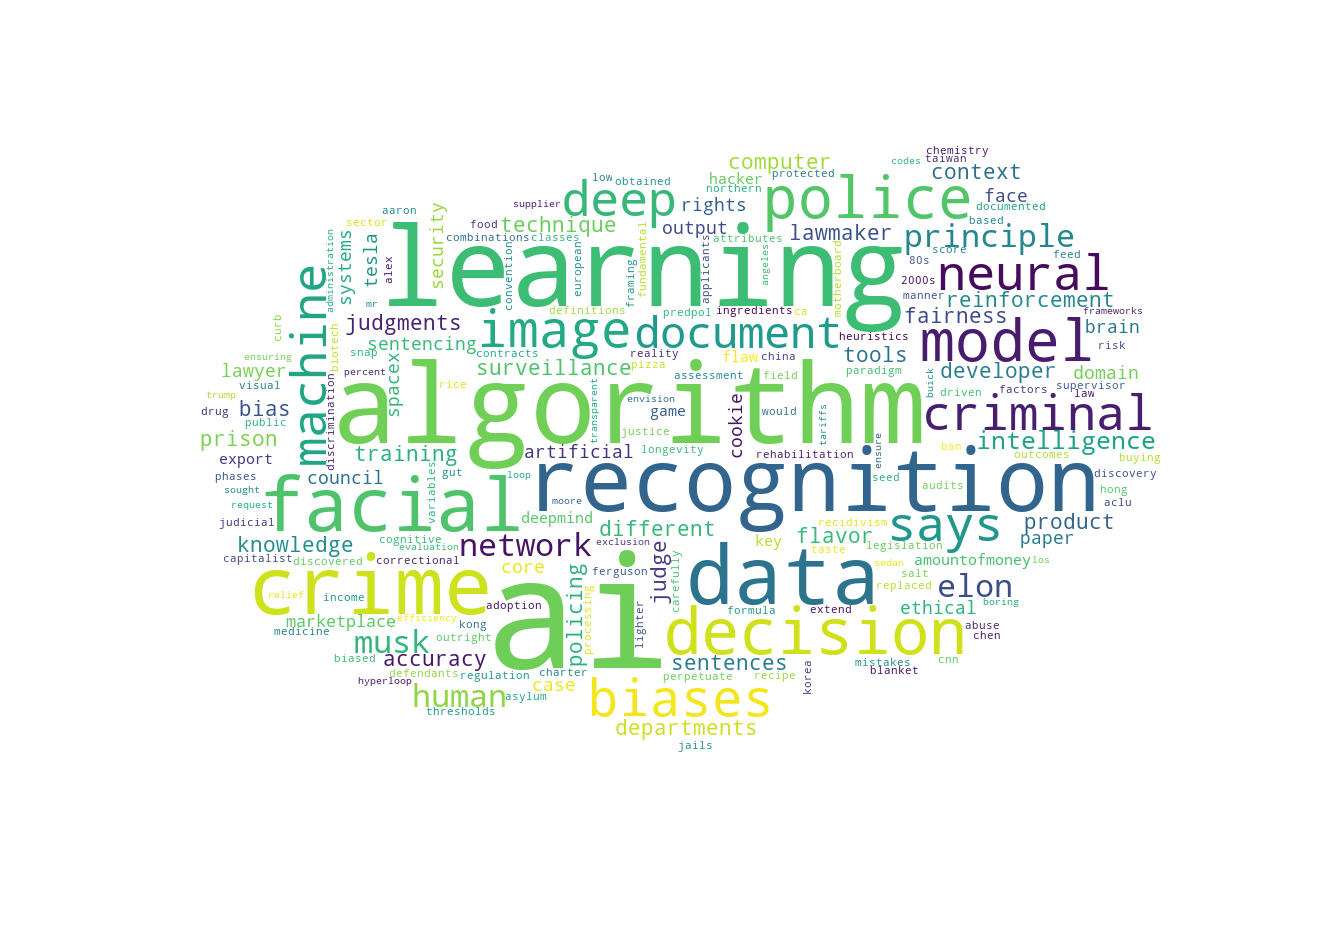 chemistry
computer
codes
taiwan
context
low
obtained
hacker
protected
northern
face
documented
supplier
deep
rights
police
based
aaron
sector
food
technique
output
lawmaker
principle
combinations
classes
attributes
score
feed
80s
administration
systems
tesla
alex
security
learning
convention
european
framing
fundamental
applicants
angeles
motherboard
2000s
neural
manner
reinforcement
frameworks
mr
definitions
predpol
ingredients
ca
fairness
curb
machine
judgments
image
document
heuristics
model
brain
risk
ensuring
biotech
snap
sentencing
contracts
reality
flaw
china
tools
lawyer
percent
spacex
surveillance
pizza
paradigm
developer
domain
visual
assessment
field
buick
driven
factors
supervisor
law
trump
rice
algorithm
transparent
envision
game
cookie
would
tariffs
drug
bias
discrimination
public
justice
criminal
prison
training
artificial
longevity
rehabilitation
ensure
ban
intelligence
outcomes
buying
export
phases
council
variables
gut
loop
recognition
seed
audits
discovery
sought
request
moore
hong
aclu
judicial
facial
deepmind
different
recidivism
says
product
knowledge
cognitive
evaluation
network
exclusion
key
flavor
taste
legislation
paper
capitalist
discovered
correctional
core
ferguson
judge
carefully
data
sedan
amountofmoney
los
salt
replaced
elon
crime
relief
income
adoption
ai
policing
processing
lighter
formula
extend
ethical
boring
marketplace
efficiency
medicine
kong
musk
outright
decision
abuse
chen
biased
accuracy
defendants
regulation
charter
sentences
mistakes
blanket
cnn
hyperloop
case
perpetuate
recipe
korea
human
asylum
biases
thresholds
departments
jails